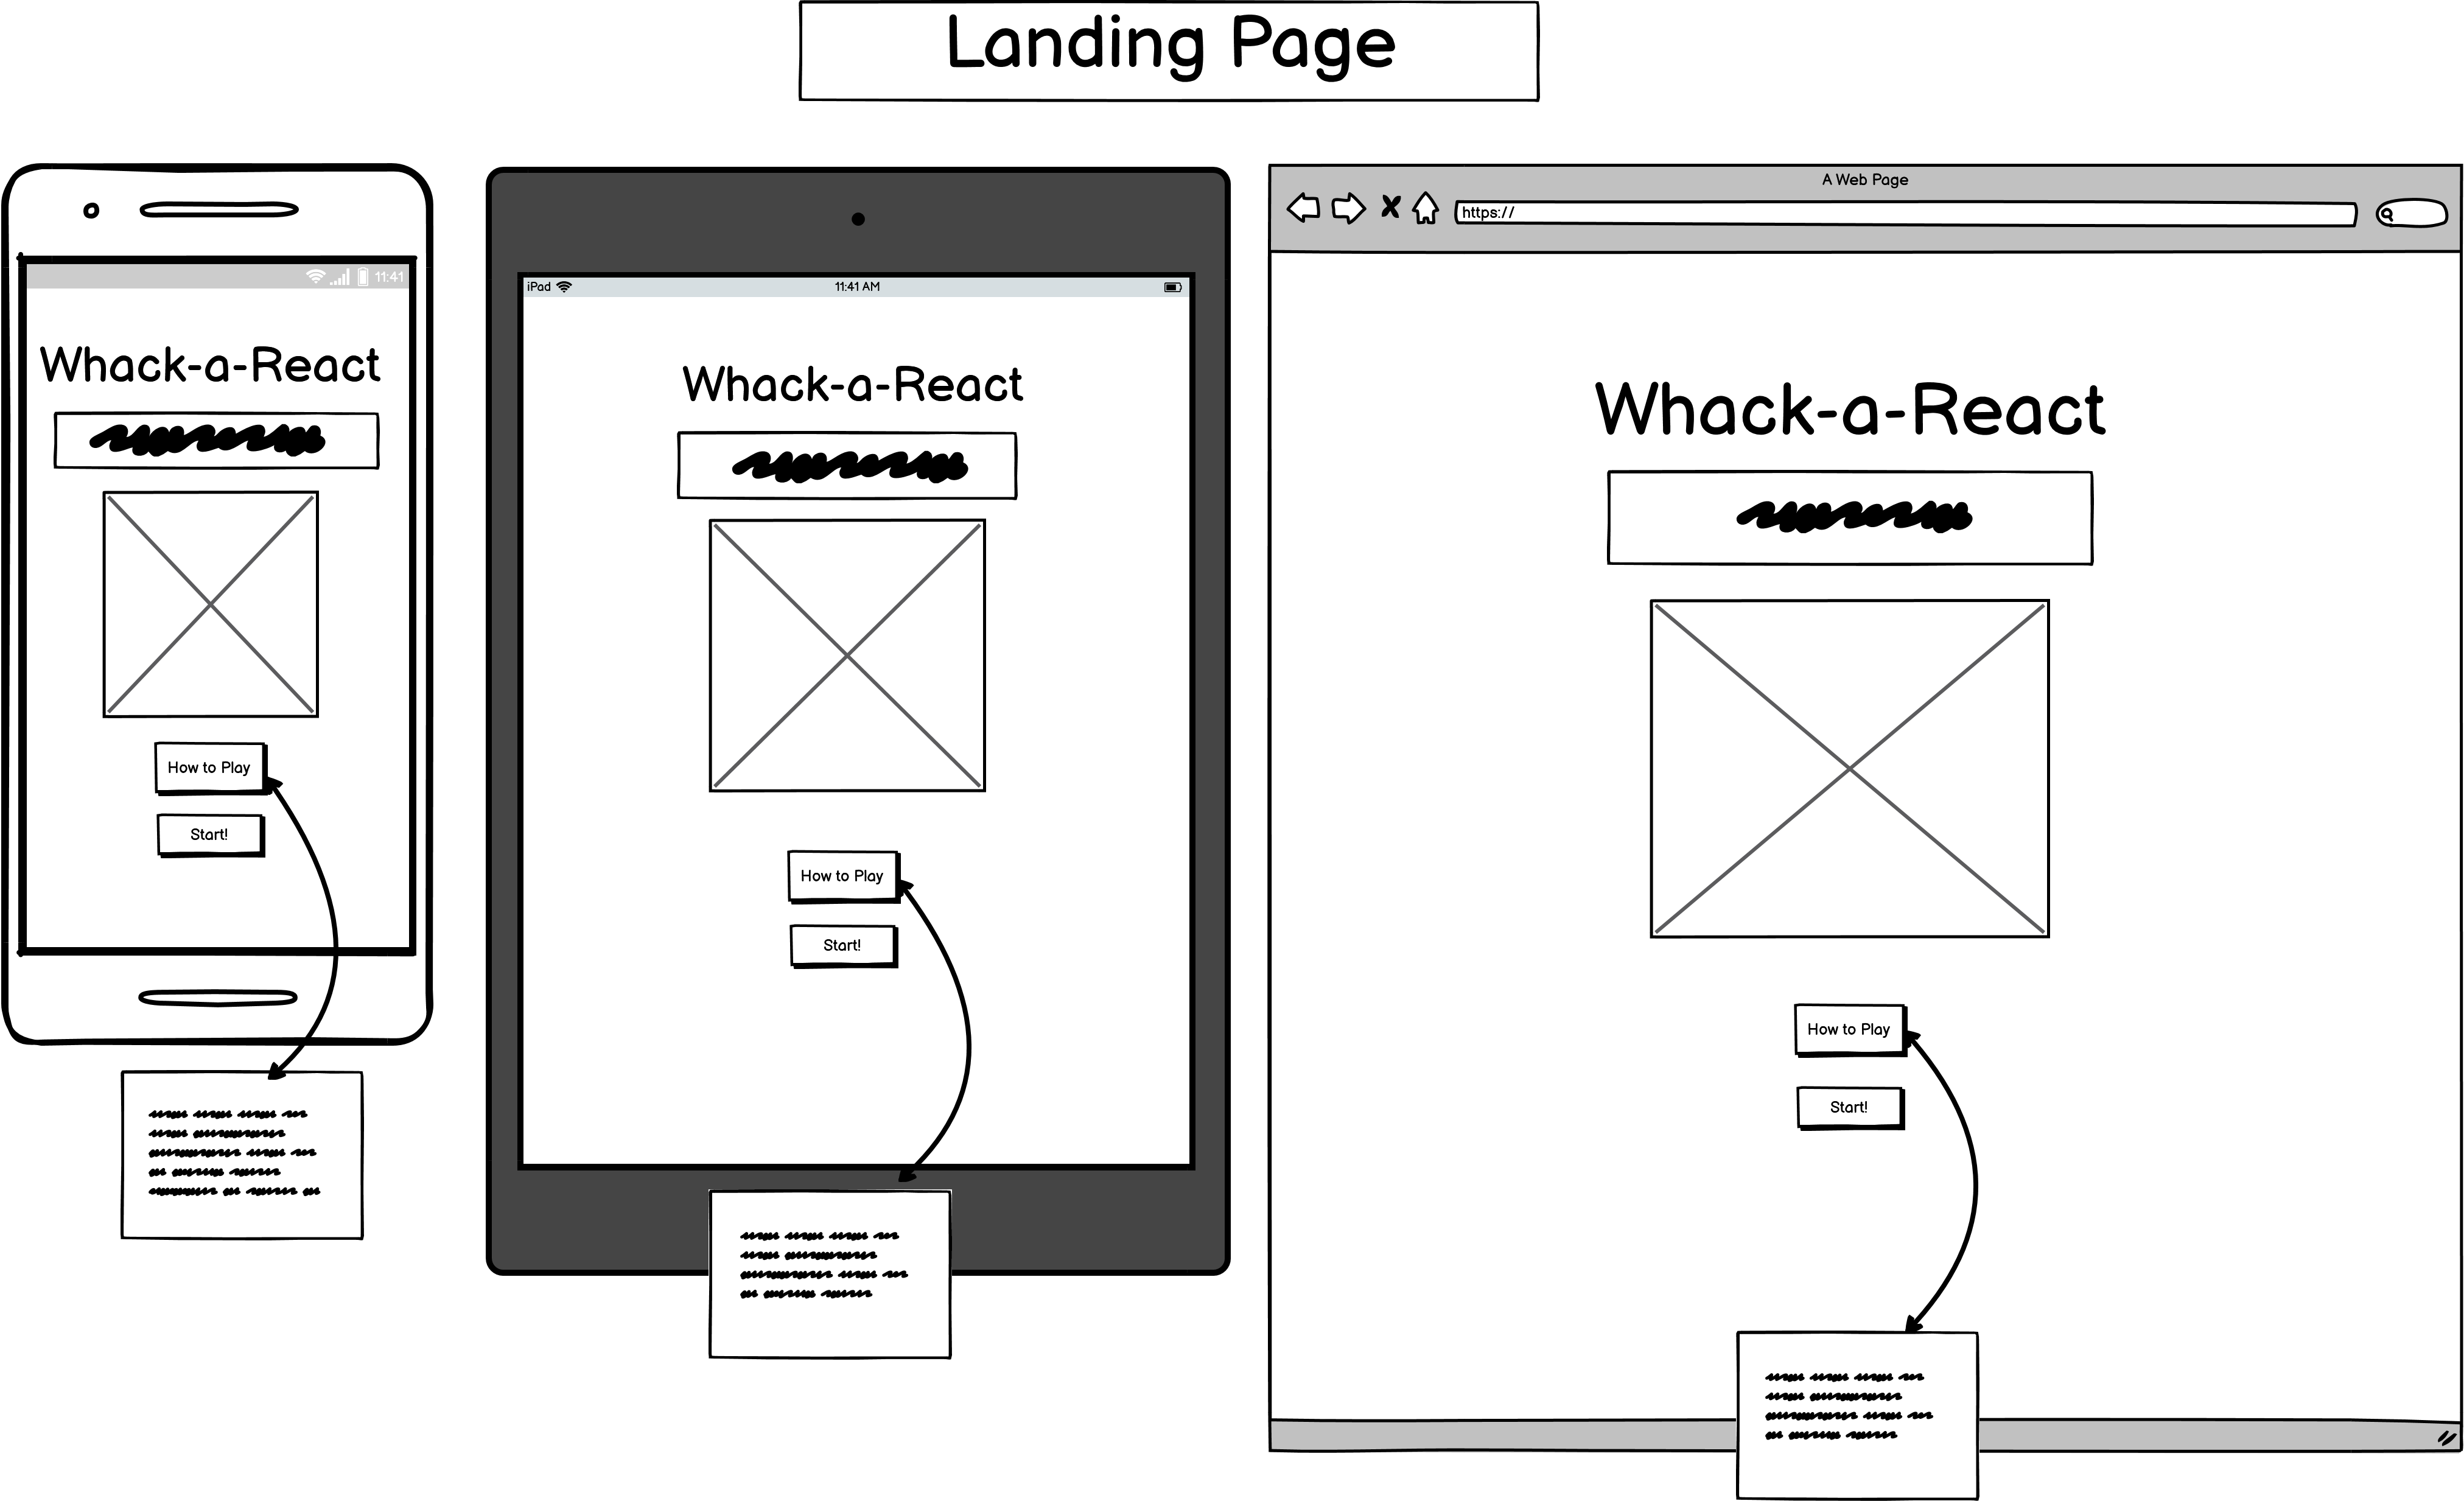 Landing Page
11:41
Whack-a-React
How to Play
Start!
iPad
11:41 AM
Whack-a-React
How to Play
Start!
A Web Page
https://
Whack-a-React
How to Play
Start!